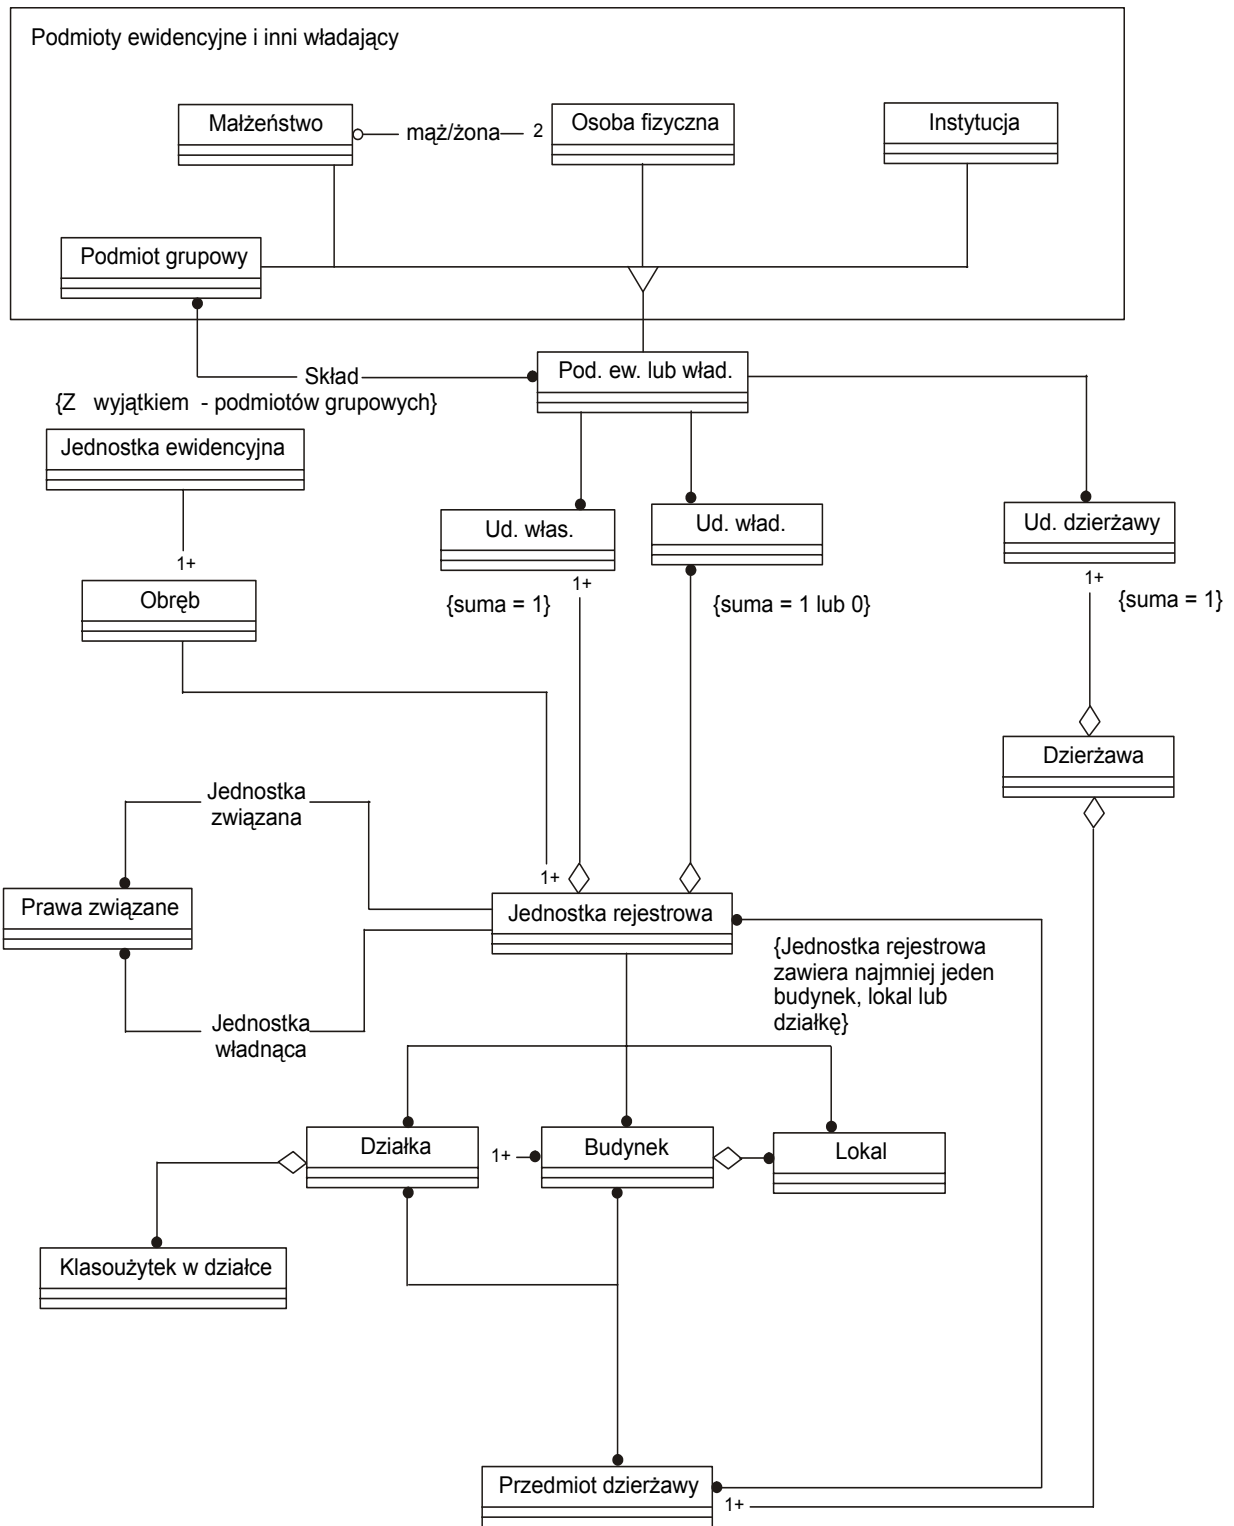 Podmioty ewidencyjne i inni władający
Małżeństwo
mąż/żona
2
Osoba fizyczna
Instytucja
Podmiot grupowy
Skład
{Z wyjątkiem - podmiotów grupowych}
Pod. ew. lub wład.
Jednostka ewidencyjna
1+
Obręb
Ud. włas.
1+
{suma = 1}
Ud. wład.
{suma = 1 lub 0}
Ud. dzierżawy
1+
{suma = 1}
Dzierżawa
Jednostka
związana
Prawa związane
Jednostka
władnąca
1+
Jednostka rejestrowa
{Jednostka rejestrowa
zawiera najmniej jeden
budynek, lokal lub
działkę}
Działka
1+
Budynek
Lokal
Klasoużytek w działce
Przedmiot dzierżawy
1+